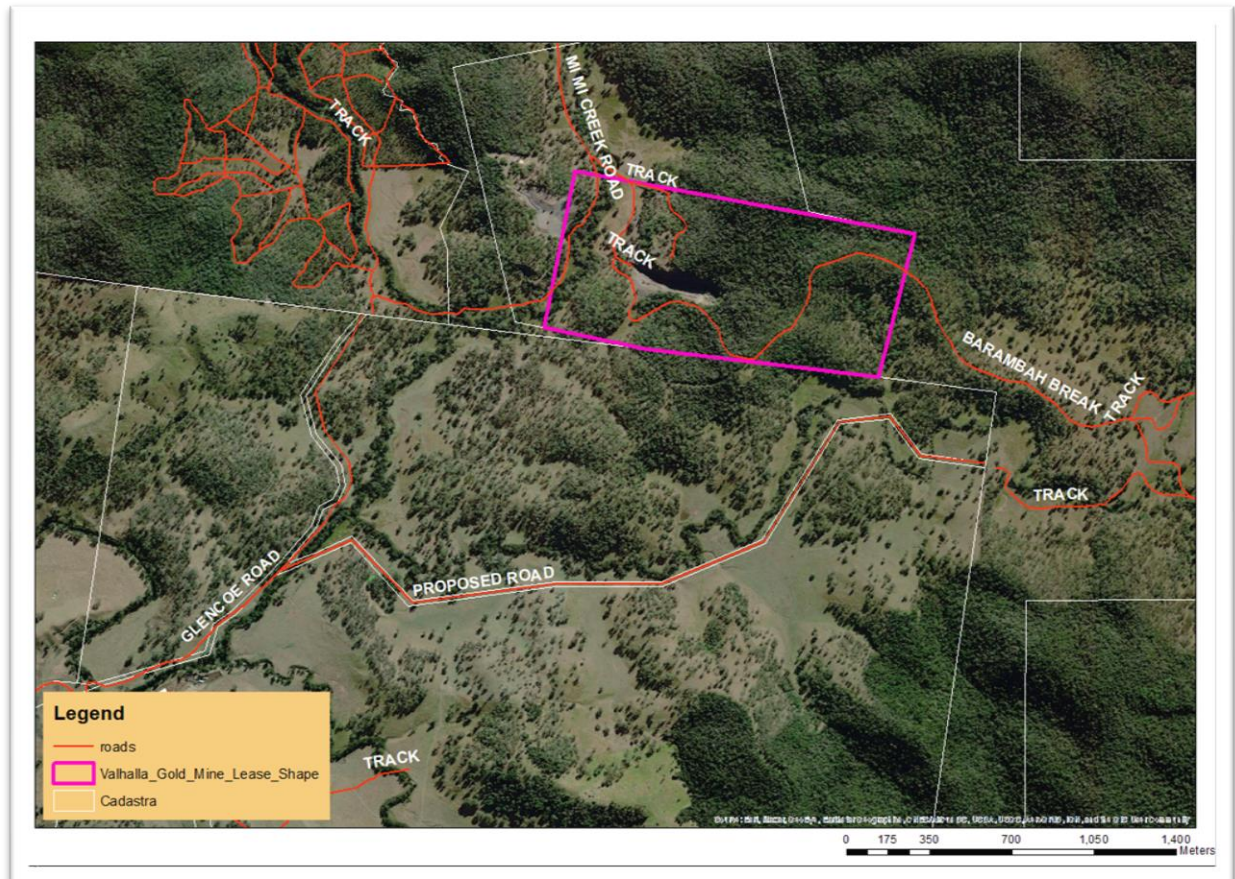 MI MI CREEK ROAD
TRACK
TRACK
TRACK
BARAMBAH BREAK
TRACK
TRACK
PROPOSED ROAD
GLENCOE ROAD
TRACK
Legend
roads
Valhalla_Gold_Mine_Lease_Shape
Cadastra
0 175 350 700 1,050 1,400
Meters